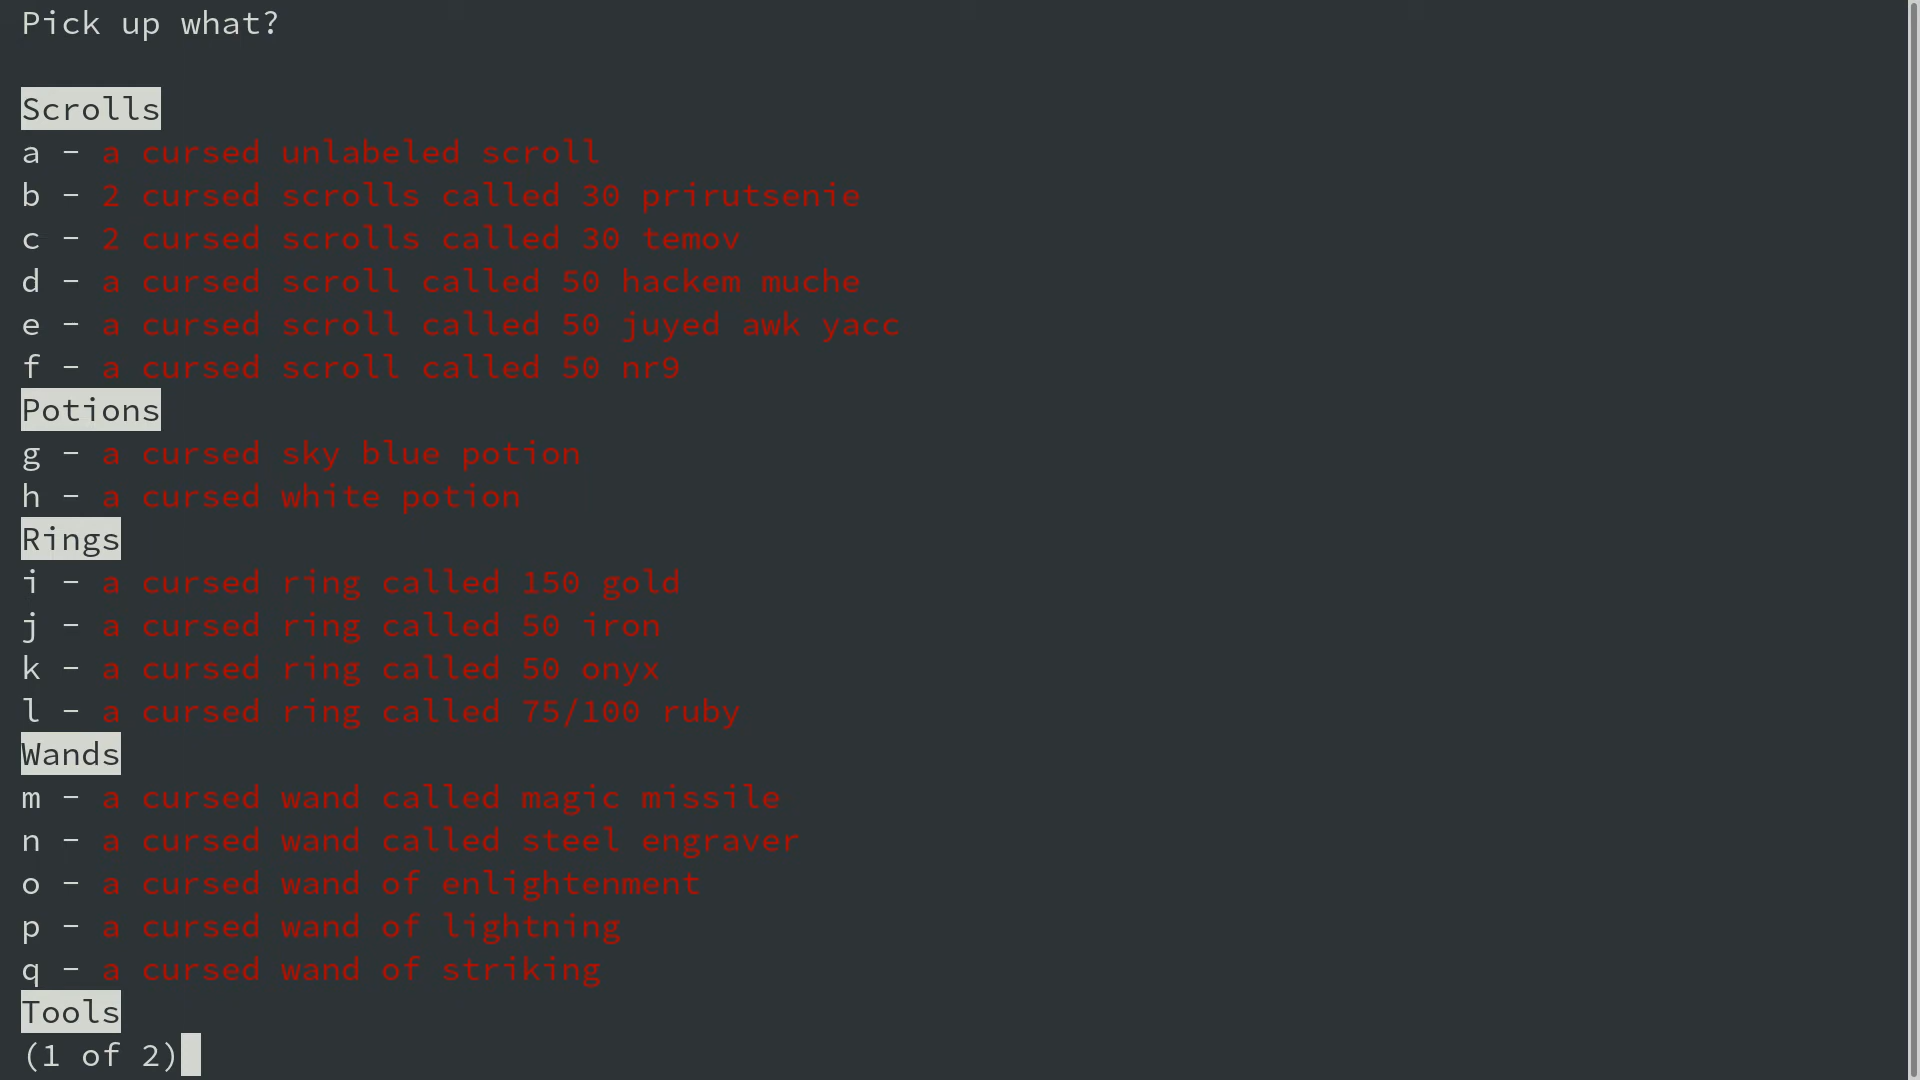 Pick up what?
Scrolls
a - a cursed unlabeled scroll
b - 2 cursed scrolls called 30 prirutsenie
c - 2 cursed scrolls called 30 temov
d - a cursed scroll called 50 hackem muche
e - a cursed scroll called 50 juyed awk yacc
f - a cursed scroll called 50 nr9
Potions
g - a cursed sky blue potion
h - a cursed white potion
Rings
i - a cursed ring called 150 gold
j - a cursed ring called 50 iron
k - a cursed ring called 50 onyx
l - a cursed ring called 75/100 ruby
Wands
m - a cursed wand called magic missile
n - a cursed wand called steel engraver
o - a cursed wand of enlightenment
p - a cursed wand of lightning
q - a cursed wand of striking
Tools
(1 of 2)